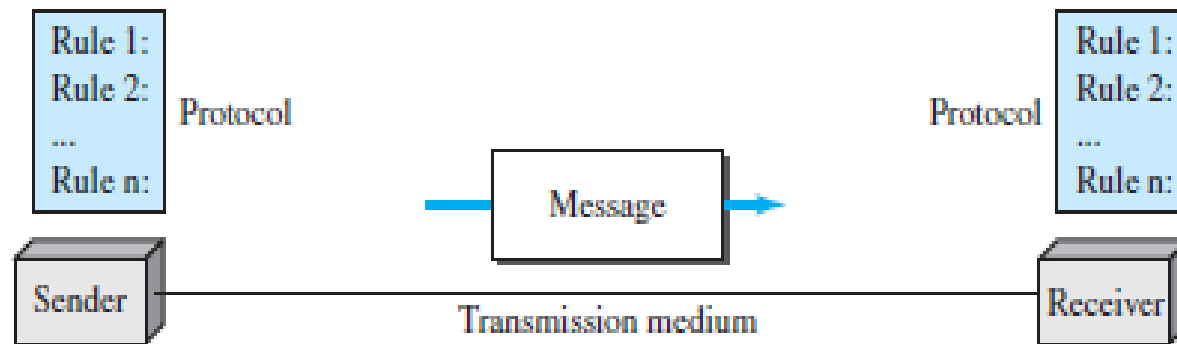 Rule 1:
Rule 2:
...
Rule n:
Protocol
Protocol
Rule 1:
Rule 2:
...
Rule n:
Message
Sender
Transmission medium
Receiver